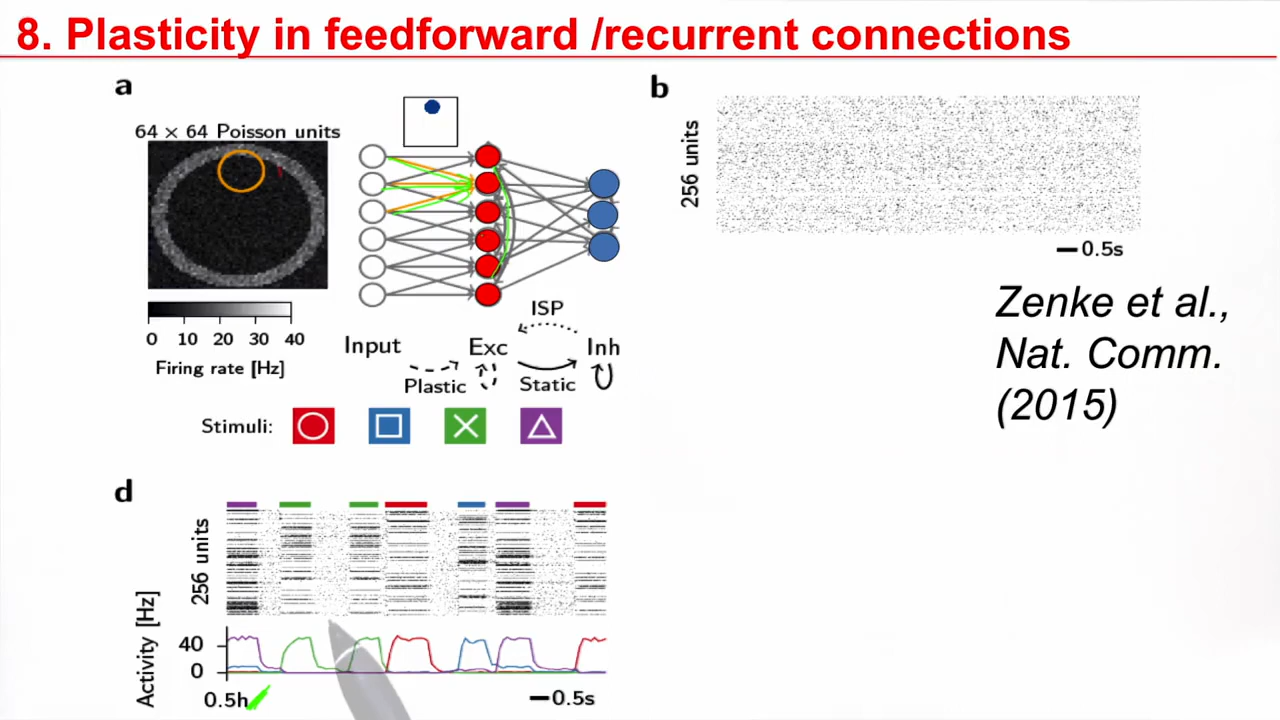 8. Plasticity in feedforward /recurrent connections
a
64 × 64 Poisson units
0 10 20 30 40
Firing rate [Hz]
ISP
Input Exc Inh
Plastic Static
Stimuli:
b
256 units
0.5s
Zenke et al.,
Nat. Comm.
(2015)
d
256 units
Activity [Hz]
40
0
0.5h
0.5s